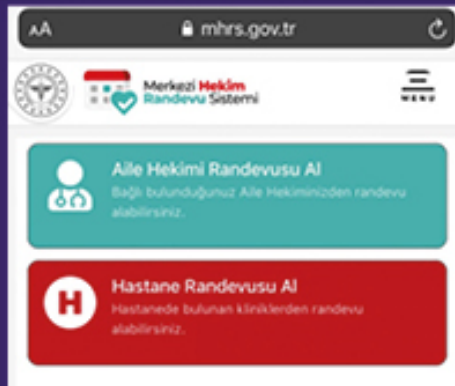 AA mhrs.gov.tr
Merkezi Hekim
Randevu Sistemi
MENU
Aile Hekimi Randevusu Al
Bağlı bulunduğunuz Aile Hekiminizden randevu
alabilirsiniz.
H
Hastane Randevusu Al
Hastanede bulunan kliniklerden randevu
alabilirsiniz.